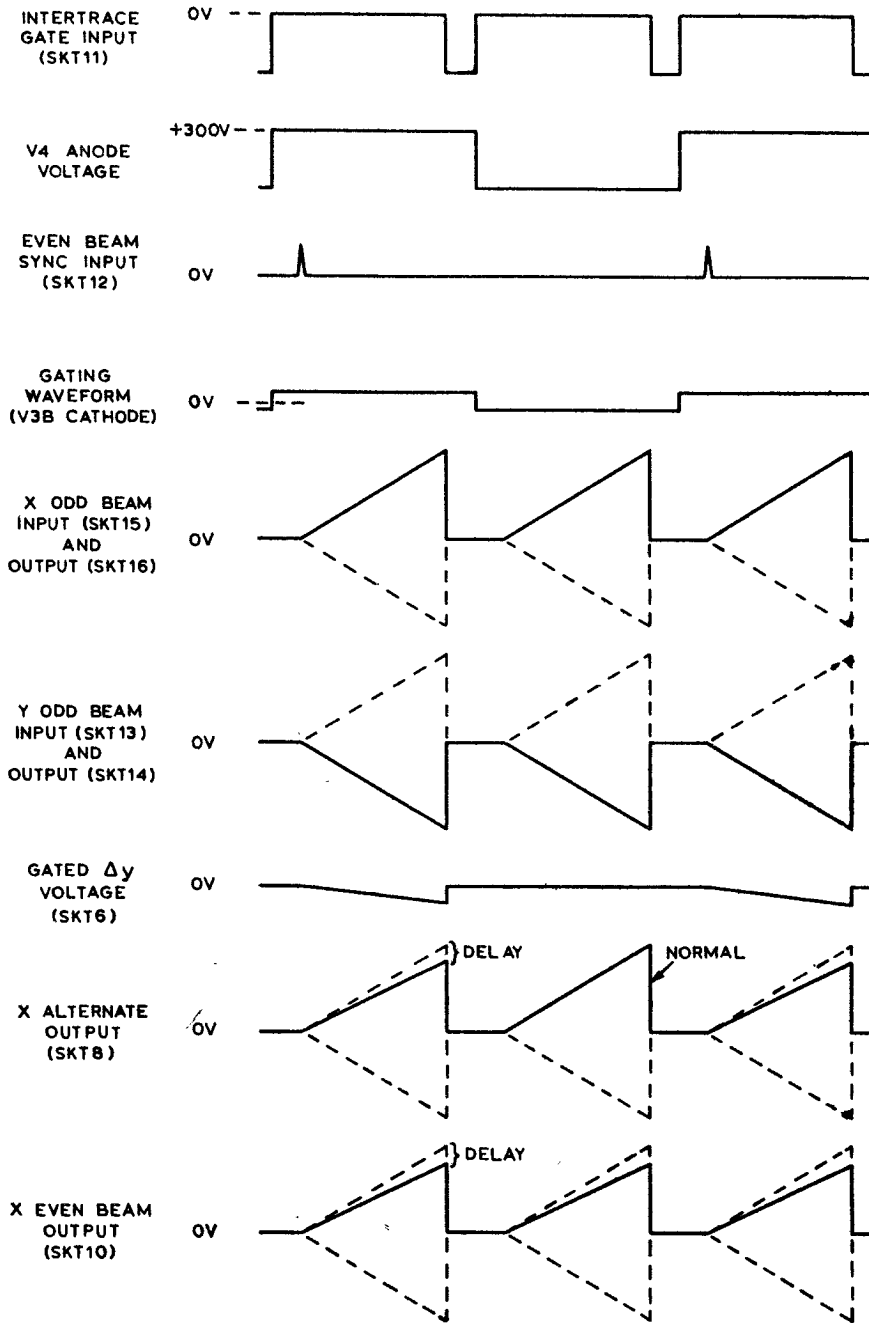 INTERTRACE
GATE INPUT
(SKT11)
0V
V4 ANODE
VOLTAGE
+300V
EVEN BEAM
SYNC INPUT
(SKT12)
0V
GATING
WAVEFORM
(V3B CATHODE)
0V
X ODD BEAM
INPUT (SKT15)
AND
OUTPUT (SKT16)
0V
Y ODD BEAM
INPUT (SKT13)
AND
OUTPUT (SKT14)
0V
GATED Δy
VOLTAGE
(SKT6)
0V
X ALTERNATE
OUTPUT
(SKT8)
0V
DELAY
NORMAL
X EVEN BEAM
OUTPUT
(SKT10)
0V
DELAY